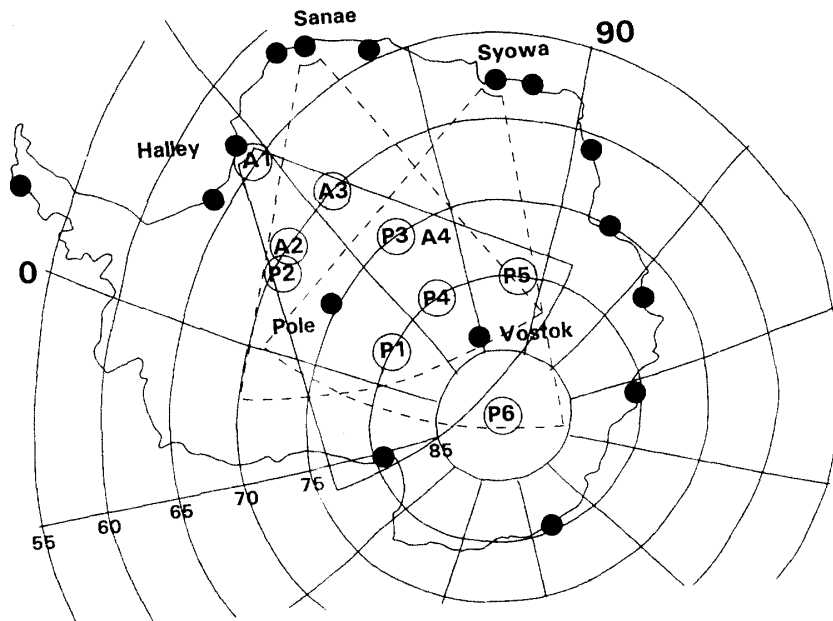 Sanae
90
Syowa
Halley
A1
A3
A2
P3 A4
0
P2
P5
P4
Pole
Vostok
P1
P6
85
75
70
65
60
55